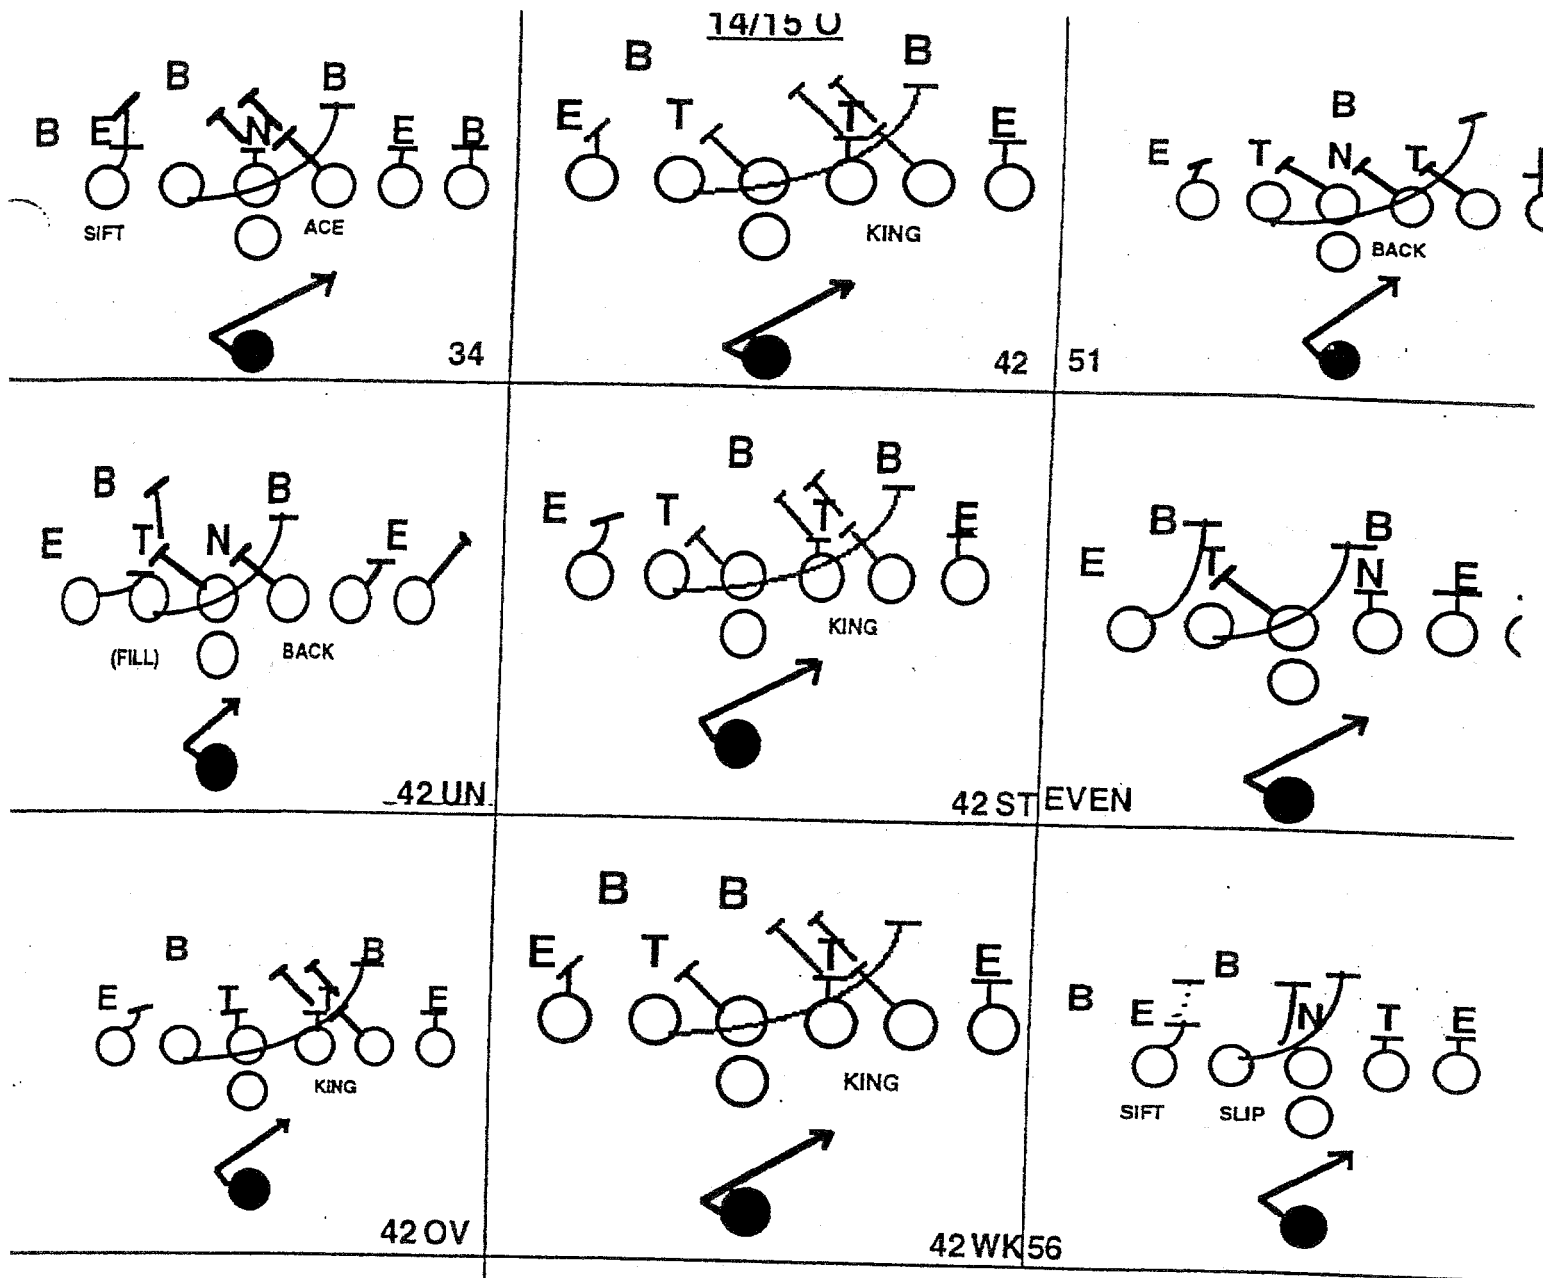 14/15 O
B B
B E N E B
SIFT ACE
34
B B
E T T E
KING
42
B
E T N T
BACK
51
B B
E T N E
(FILL) BACK
42 UN
B B
E T T E
KING
42 ST
B B
E T N E
EVEN
B B
E T T E
KING
42 OV
B B
E T T E
KING
42 WK
B
B E N T E
SIFT SLIP
56